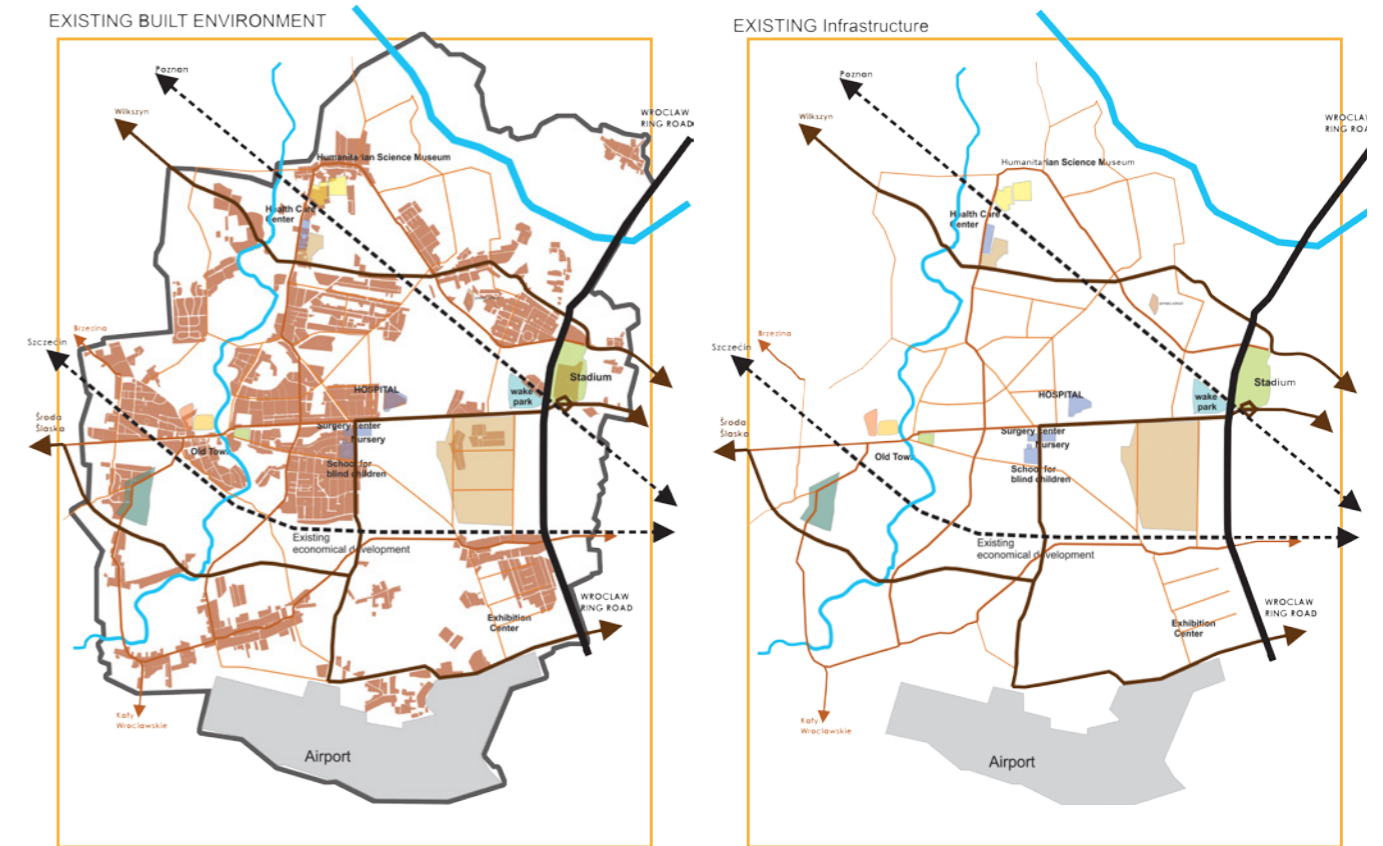 EXISTING BUILT ENVIRONMENT
Poznan
Wilkszyn
WROCLAW
RING ROAD
Humanitarian Science Museum
Health Care
Center
Szczecin
Brzezina
Stadium
HOSPITAL
wake
park
Środa
Śląska
Surgery Center
Nursery
Old Town
School for
blind children
Existing
economical development
WROCLAW
RING ROAD
Exhibition
Center
Kąty
Wroclawskie
Airport
EXISTING Infrastructure
Poznan
Wilkszyn
WROCLA
RING ROA
Humanitarian Science Museum
Health Care
Center
Brzezina
Szczecin
Stadium
HOSPITAL
wake
park
Środa
Śląska
Surgery Center
Nursery
Old Town
School for
blind children
Existing
economical development
WROCLAW
RING ROAD
Exhibition
Center
Kąty
Wroclawskie
Airport